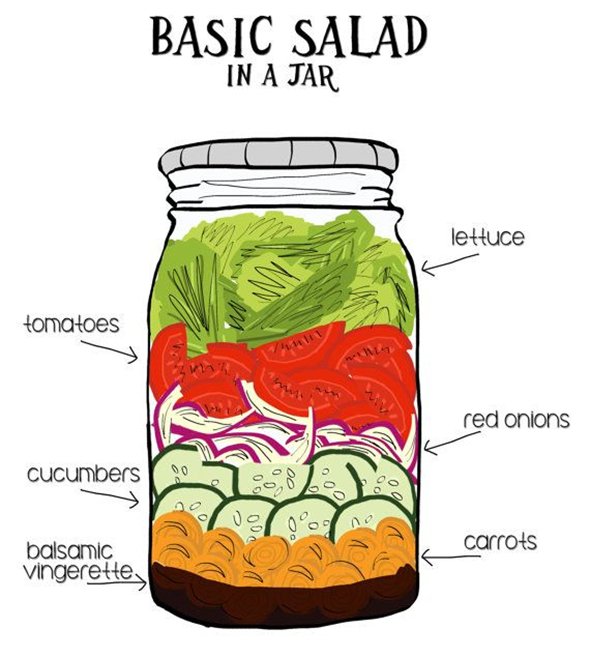 BASIC SALAD
IN A JAR
lettuce
tomatoes
red onions
cucumbers
carrots
balsamic
vingerette